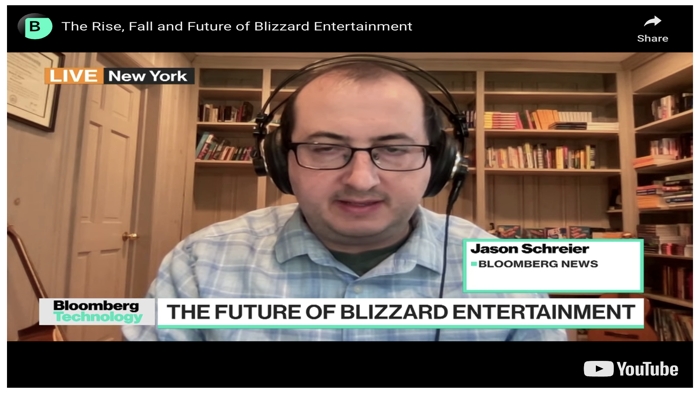 B The Rise, Fall and Future of Blizzard Entertainment
Share
LIVE New York
Jason Schreier
BLOOMBERG NEWS
Bloomberg
Technology
THE FUTURE OF BLIZZARD ENTERTAINMENT
YouTube